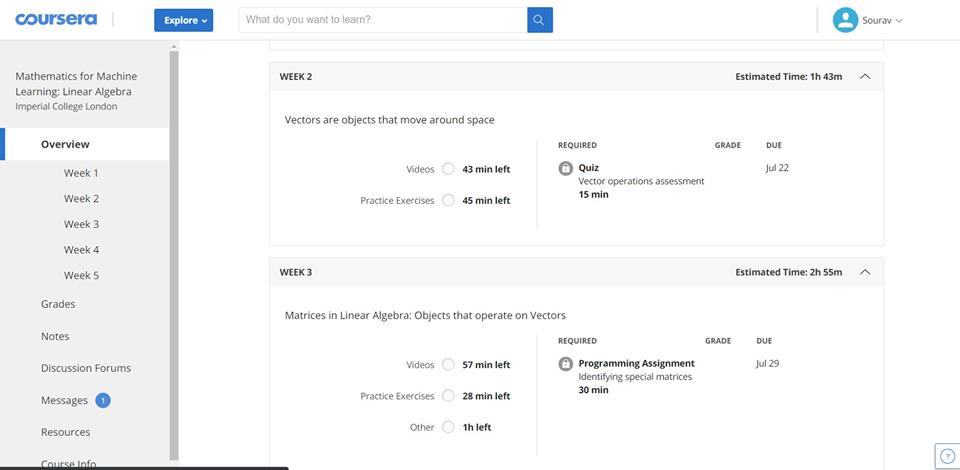 coursera
Explore
What do you want to learn?
Sourav
Mathematics for Machine
Learning: Linear Algebra
Imperial College London
Overview
Week 1
Week 2
Week 3
Week 4
Week 5
Grades
Notes
Discussion Forums
Messages 1
Resources
Course Info
WEEK 2 Estimated Time: 1h 43m
Vectors are objects that move around space
Videos 43 min left
Practice Exercises 45 min left
REQUIRED GRADE DUE
Quiz Jul 22
Vector operations assessment
15 min
WEEK 3 Estimated Time: 2h 55m
Matrices in Linear Algebra: Objects that operate on Vectors
Videos 57 min left
Practice Exercises 28 min left
Other 1h left
REQUIRED GRADE DUE
Programming Assignment Jul 29
Identifying special matrices
30 min
?